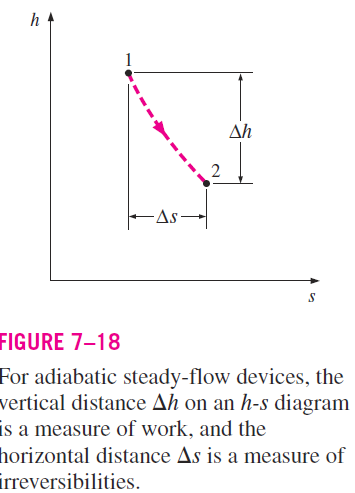 h
1
Δh
2
Δs
s
FIGURE 7–18
For adiabatic steady-flow devices, the
vertical distance Δh on an h-s diagram
is a measure of work, and the
horizontal distance Δs is a measure of
irreversibilities.